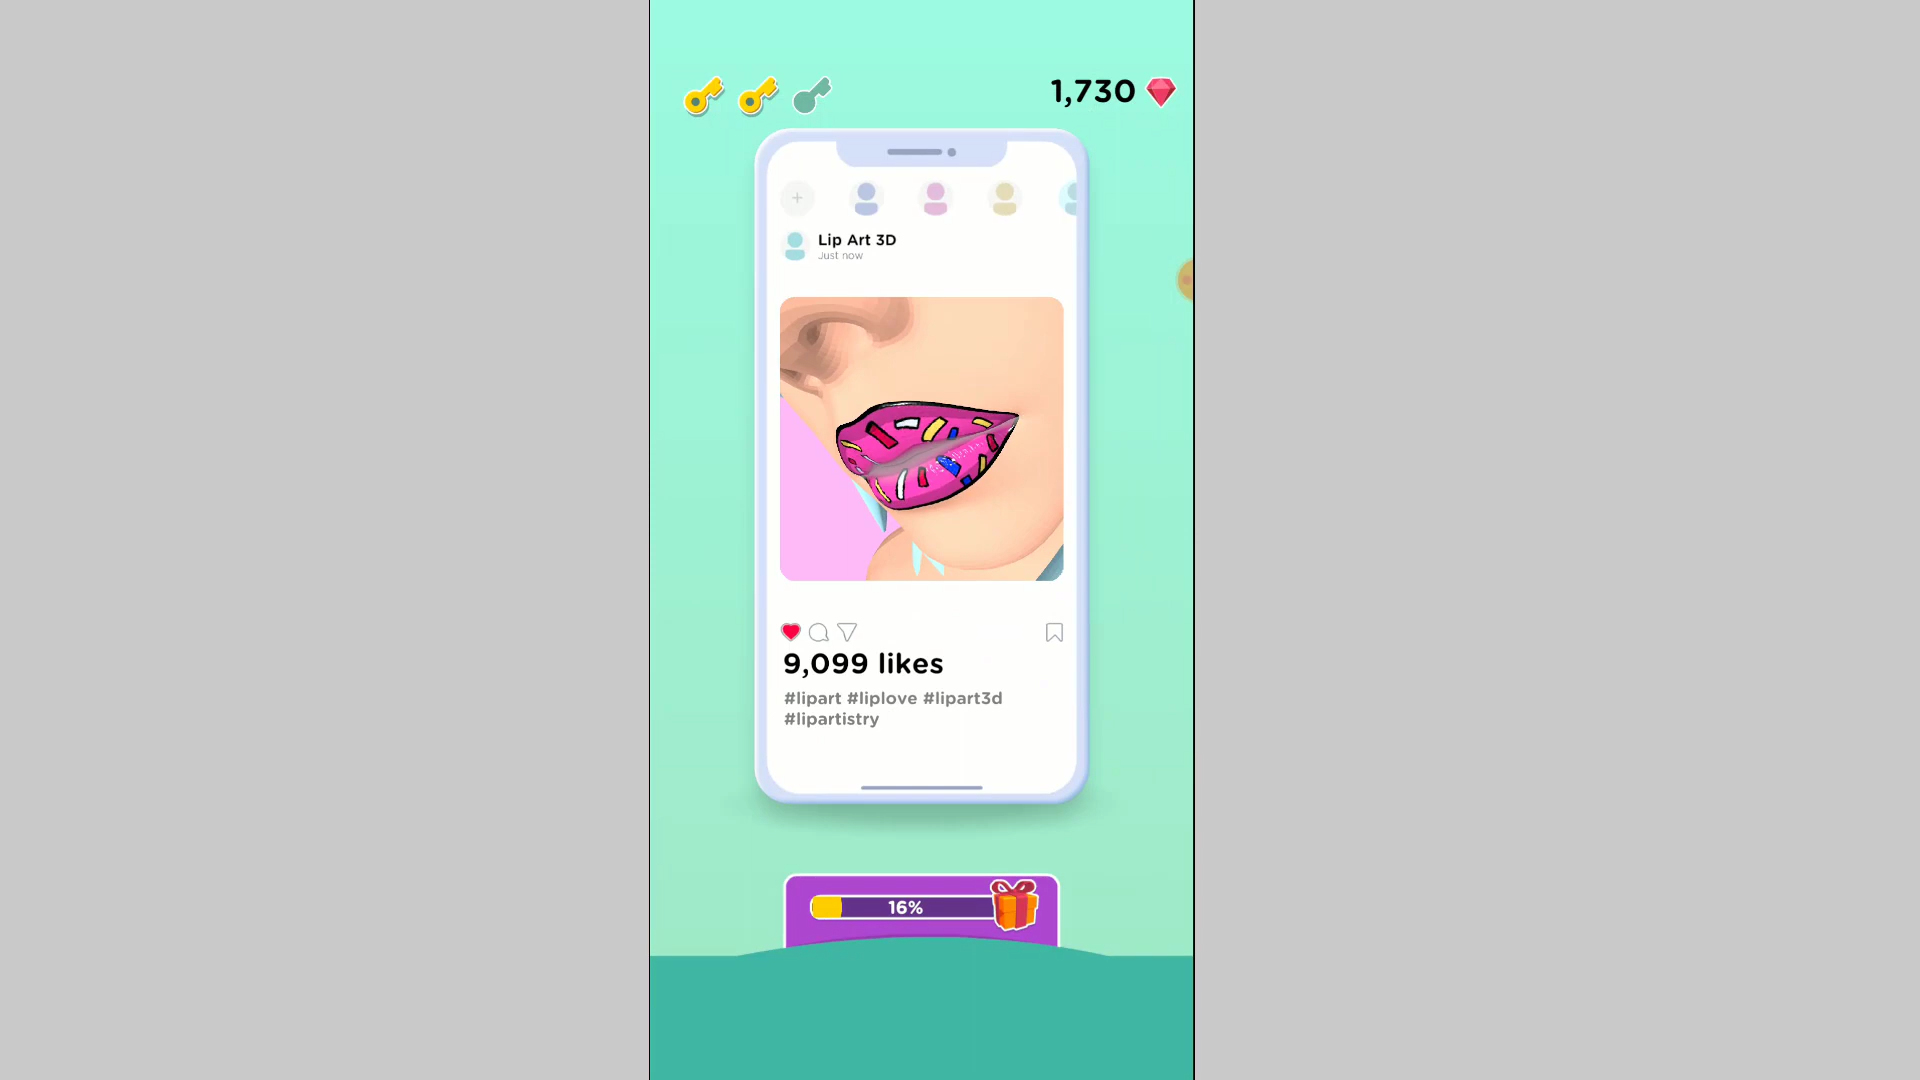 1,730
Lip Art 3D
Just now
9,099 likes
#lipart #liplove #lipart3d
#lipartistry
16%